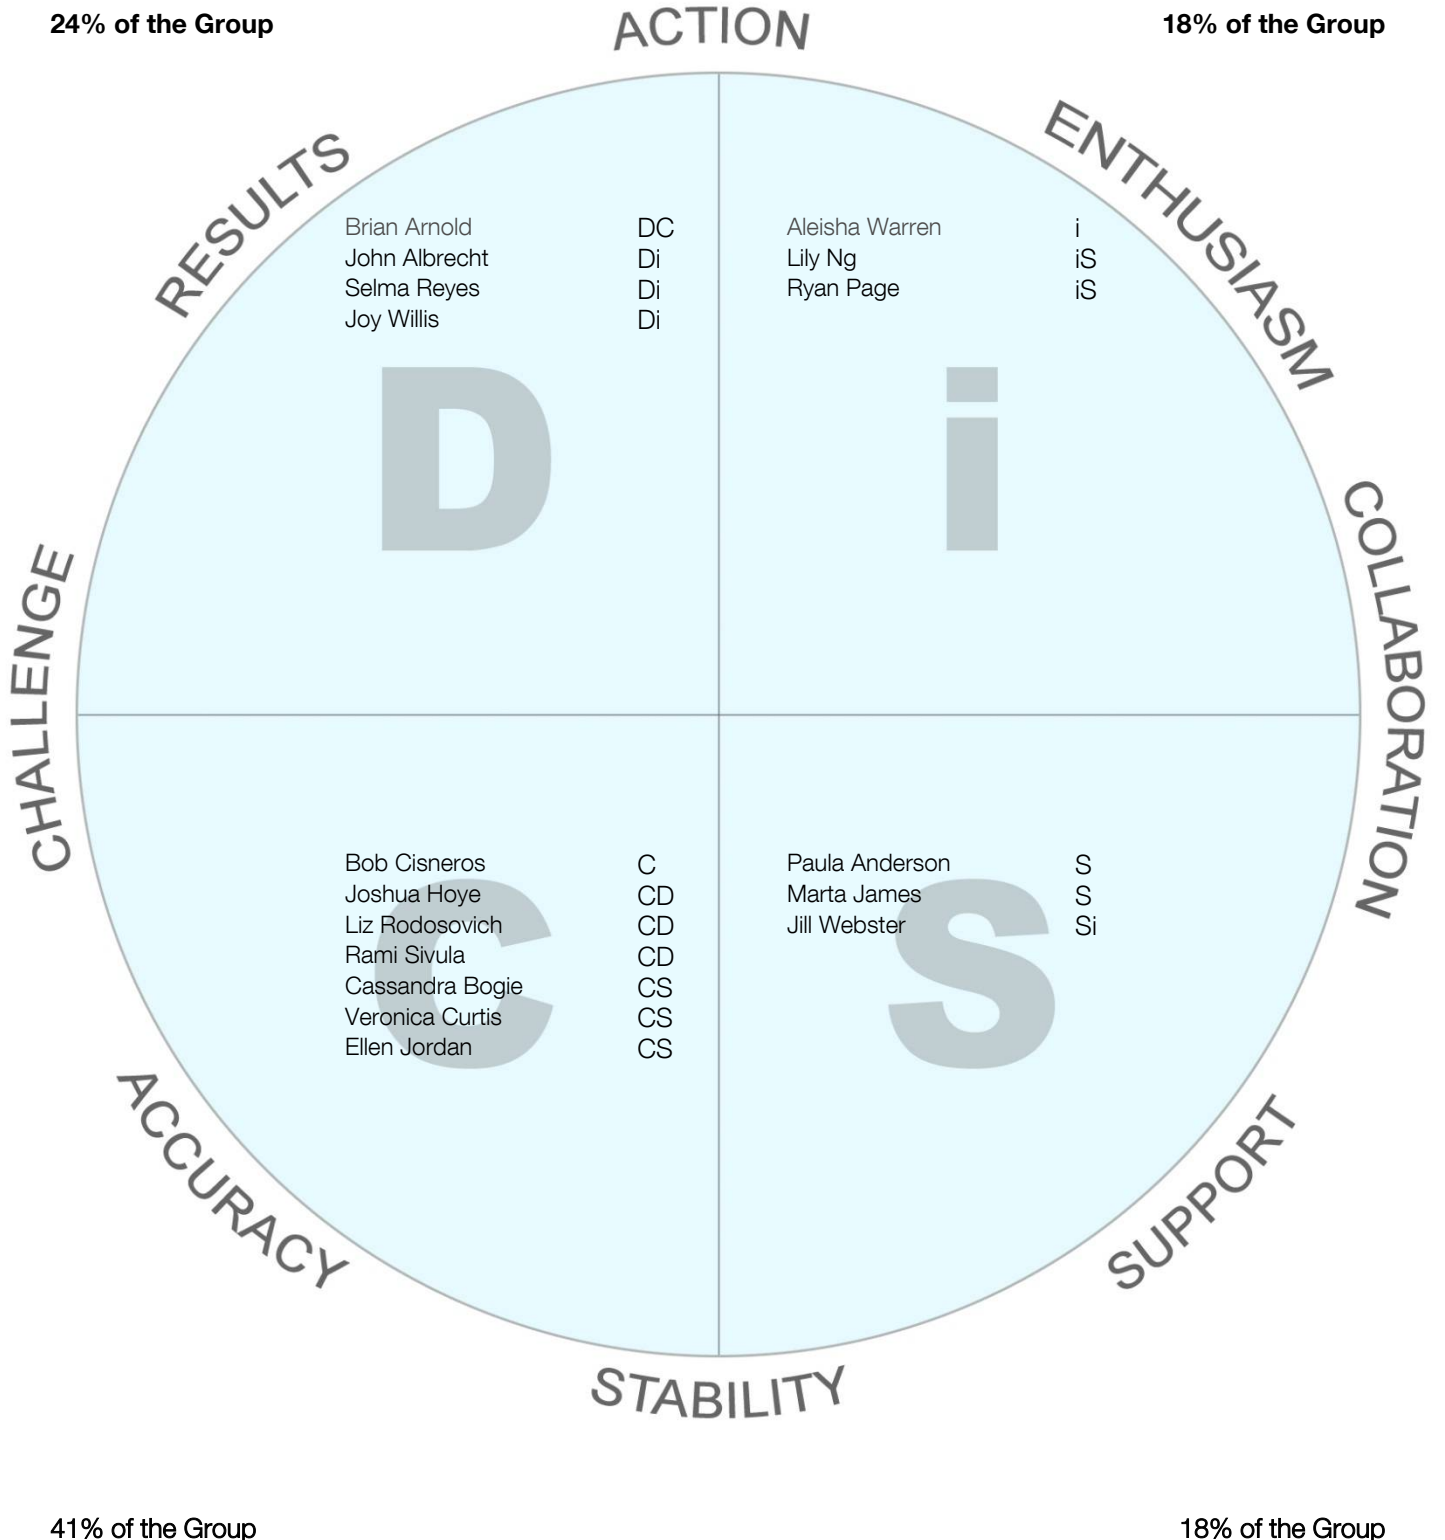 24% of the Group
18% of the Group
ACTION
RESULTS
ENTHUSIASM
Brian Arnold DC
John Albrecht Di
Selma Reyes Di
Joy Willis Di
Aleisha Warren i
Lily Ng iS
Ryan Page iS
D
i
CHALLENGE
COLLABORATION
Bob Cisneros C
Joshua Hoye CD
Liz Rodosovich CD
Rami Sivula CD
Cassandra Bogie CS
Veronica Curtis CS
Ellen Jordan CS
Paula Anderson S
Marta James S
Jill Webster Si
C
S
ACCURACY
SUPPORT
STABILITY
41% of the Group
18% of the Group